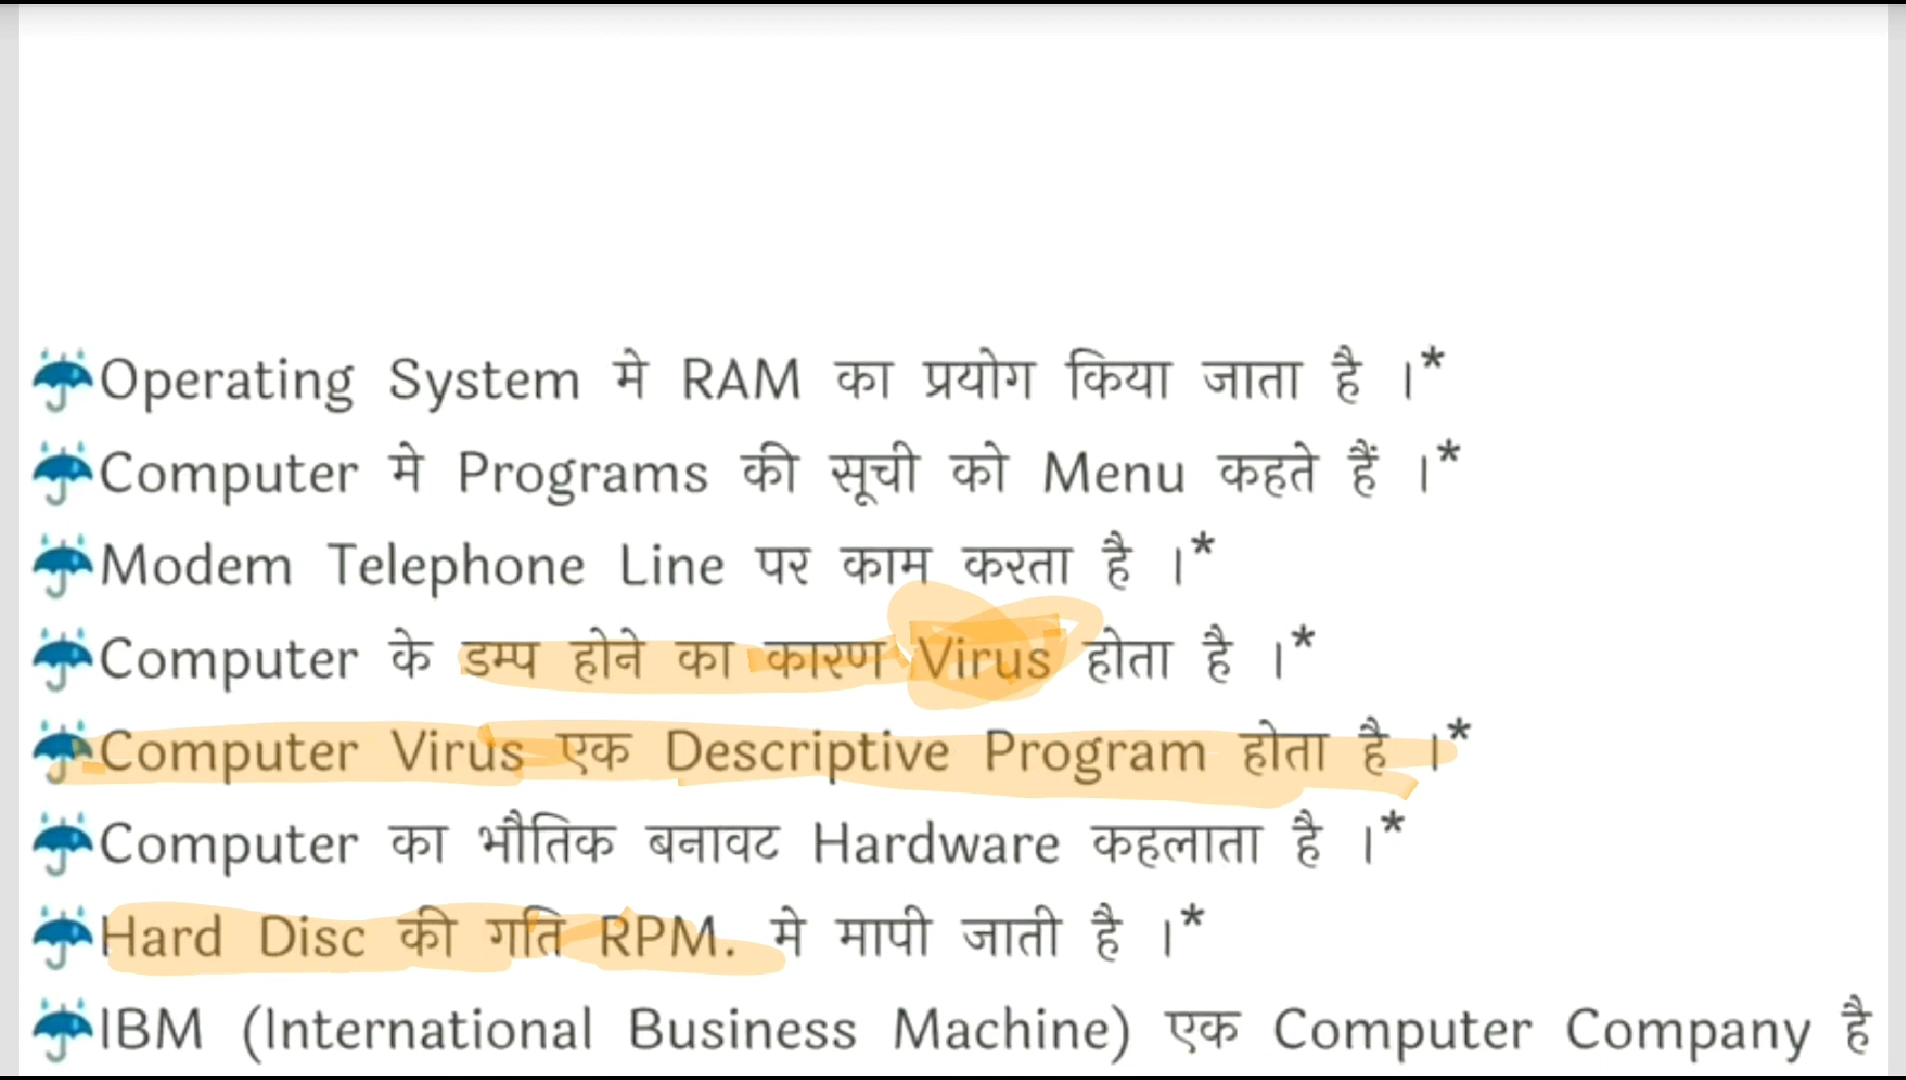 Operating System मे RAM का प्रयोग किया जाता है ।*
Computer मे Programs की सूची को Menu कहते हैं ।*
Modem Telephone Line पर काम करता है ।*
Computer के डम्प होने का कारण Virus होता है ।*
Computer Virus एक Descriptive Program होता है ।*
Computer का भौतिक बनावट Hardware कहलाता है ।*
Hard Disc की गति RPM. मे मापी जाती है ।*
IBM (International Business Machine) एक Computer Company है